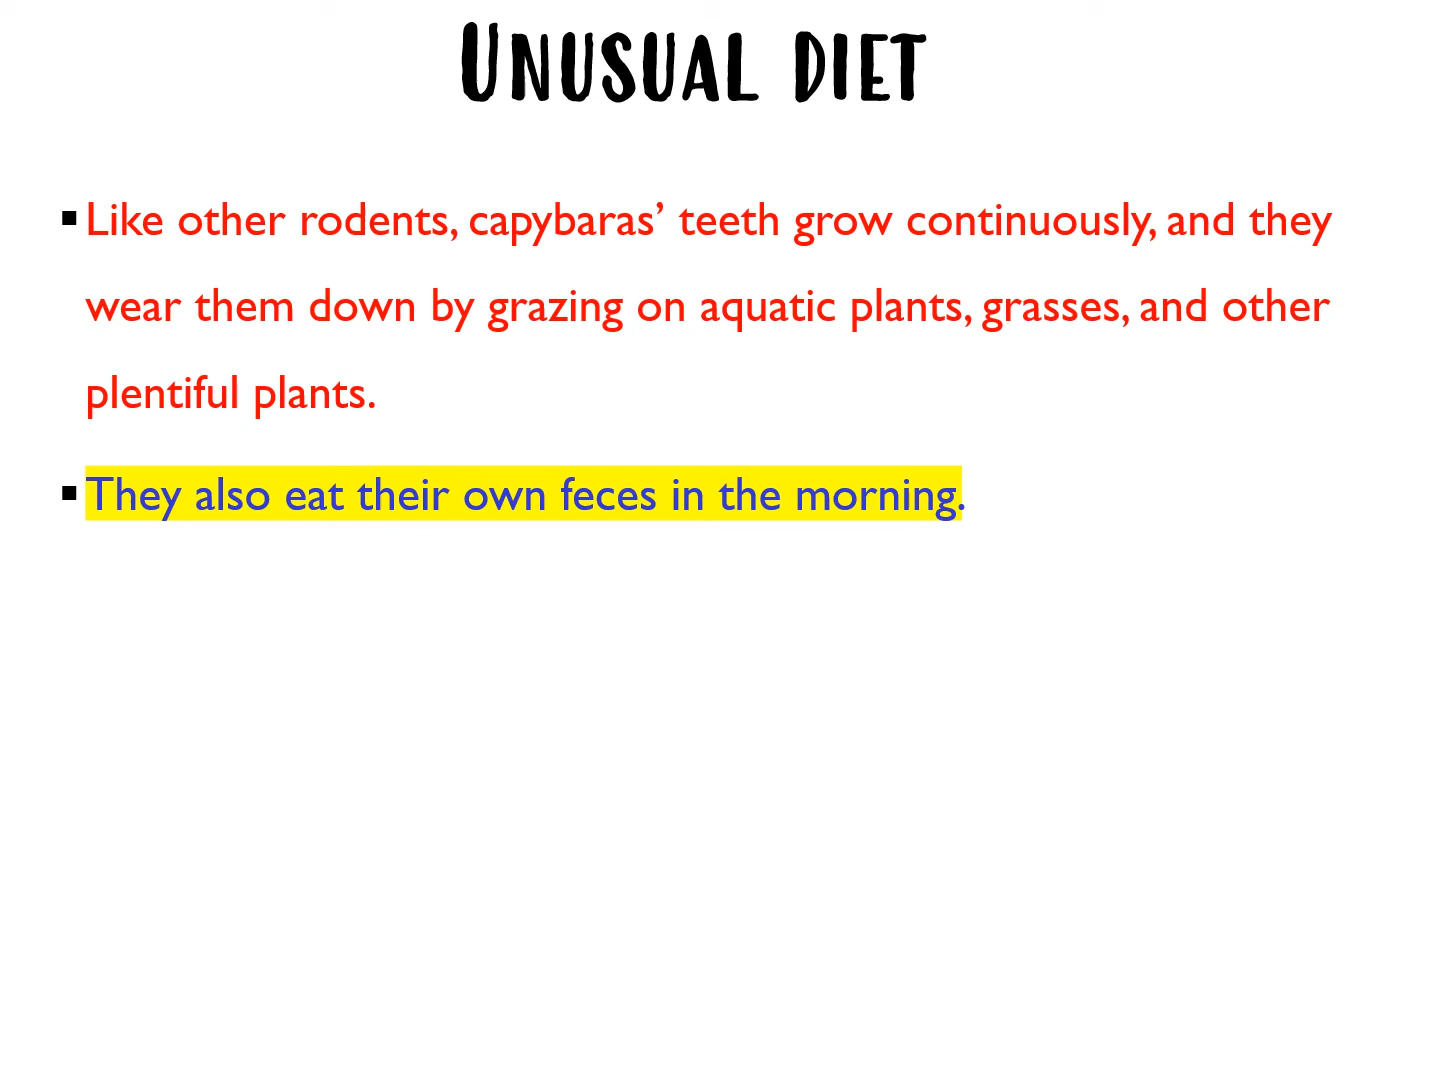 UNUSUAL DIET
▪ Like other rodents, capybaras’ teeth grow continuously, and they
wear them down by grazing on aquatic plants, grasses, and other
plentiful plants.
▪ They also eat their own feces in the morning.